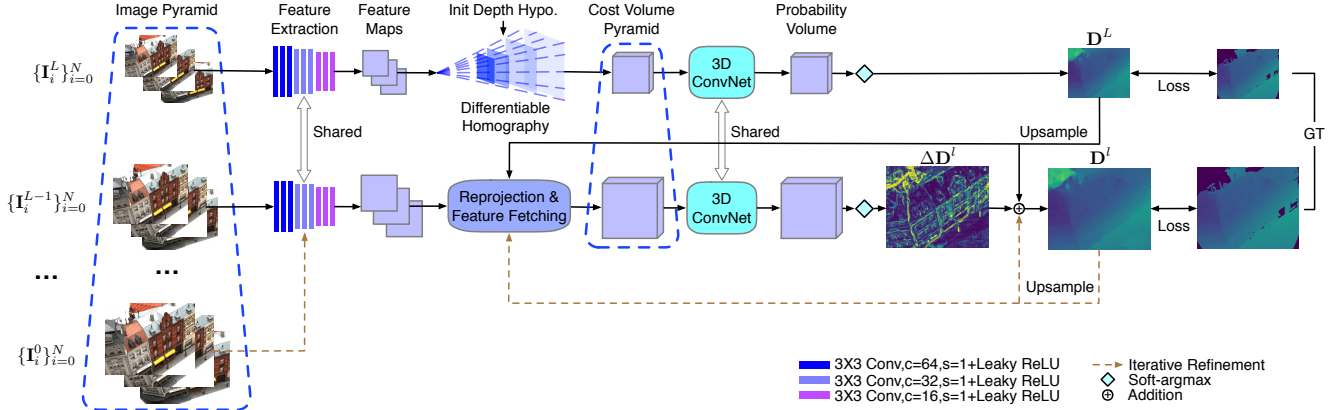 Image Pyramid
Feature
Extraction
Feature
Maps
Init Depth Hypo.
Cost Volume
Pyramid
Probability
Volume
{I_i^L}_{i=0}^N
3D
ConvNet
D^L
Loss
Differentiable
Homography
Shared
Shared
Upsample
GT
{I_i^{L-1}}_{i=0}^N
Reprojection &
Feature Fetching
3D
ConvNet
ΔD^l
D^l
Loss
...
...
Upsample
{I_i^0}_{i=0}^N
3X3 Conv,c=64,s=1+Leaky ReLU
3X3 Conv,c=32,s=1+Leaky ReLU
3X3 Conv,c=16,s=1+Leaky ReLU
Iterative Refinement
Soft-argmax
Addition